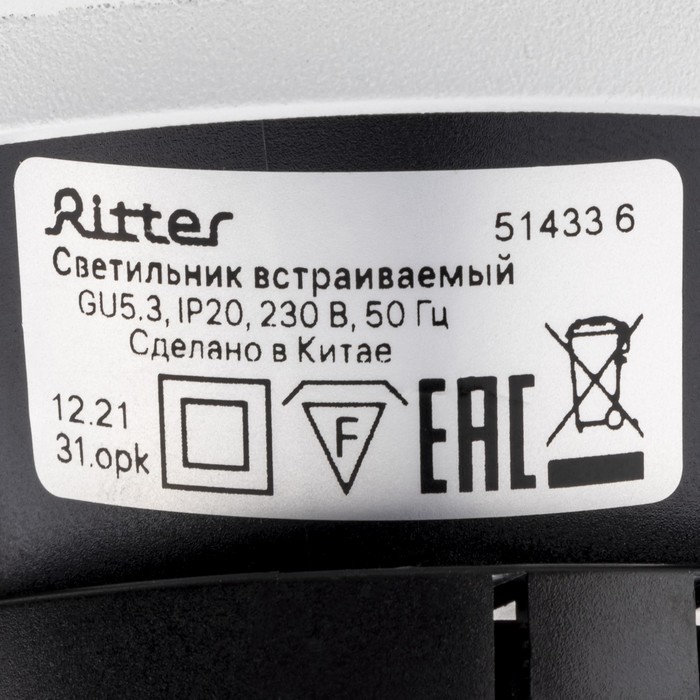 Ritter
51433 6
Светильник встраиваемый
GU5.3, IP20, 230 В, 50 Гц
Сделано в Китае
12.21
31.opk
F
EAC